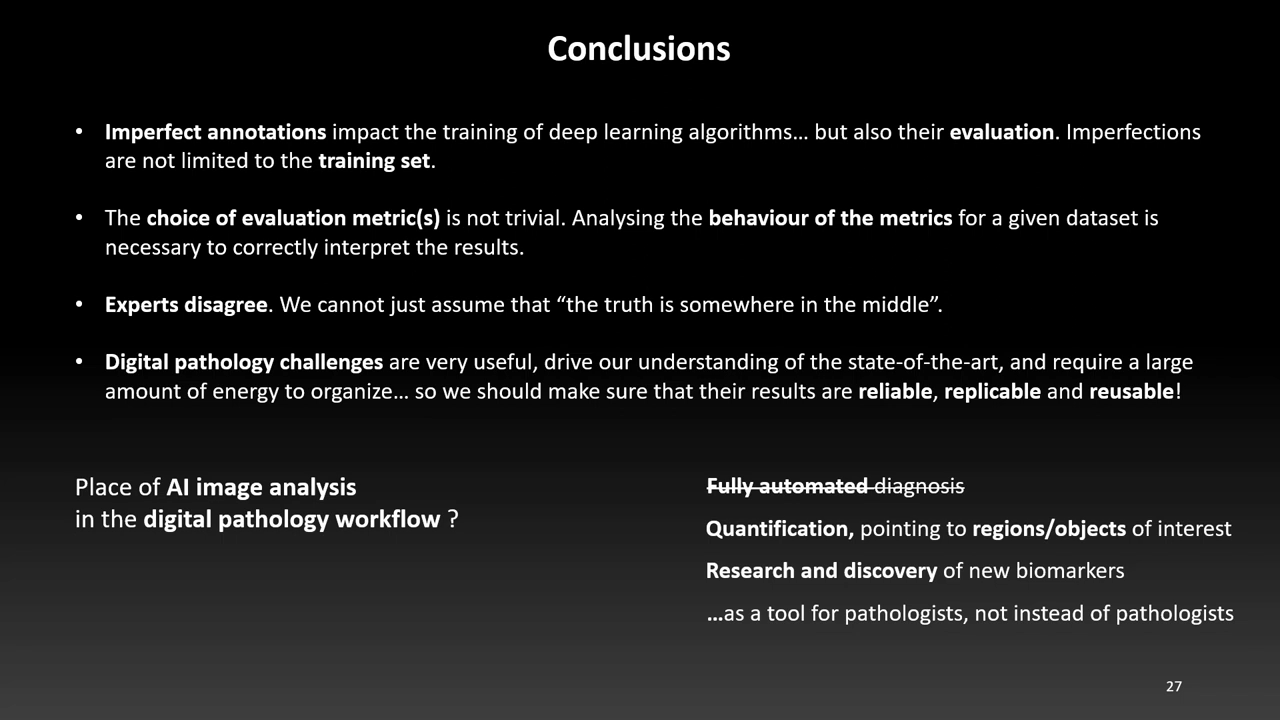 Conclusions
• Imperfect annotations impact the training of deep learning algorithms… but also their evaluation. Imperfections
are not limited to the training set.
• The choice of evaluation metric(s) is not trivial. Analysing the behaviour of the metrics for a given dataset is
necessary to correctly interpret the results.
• Experts disagree. We cannot just assume that “the truth is somewhere in the middle”.
• Digital pathology challenges are very useful, drive our understanding of the state-of-the-art, and require a large
amount of energy to organize… so we should make sure that their results are reliable, replicable and reusable!
Place of AI image analysis
in the digital pathology workflow ?
Fully automated diagnosis
Quantification, pointing to regions/objects of interest
Research and discovery of new biomarkers
…as a tool for pathologists, not instead of pathologists
27